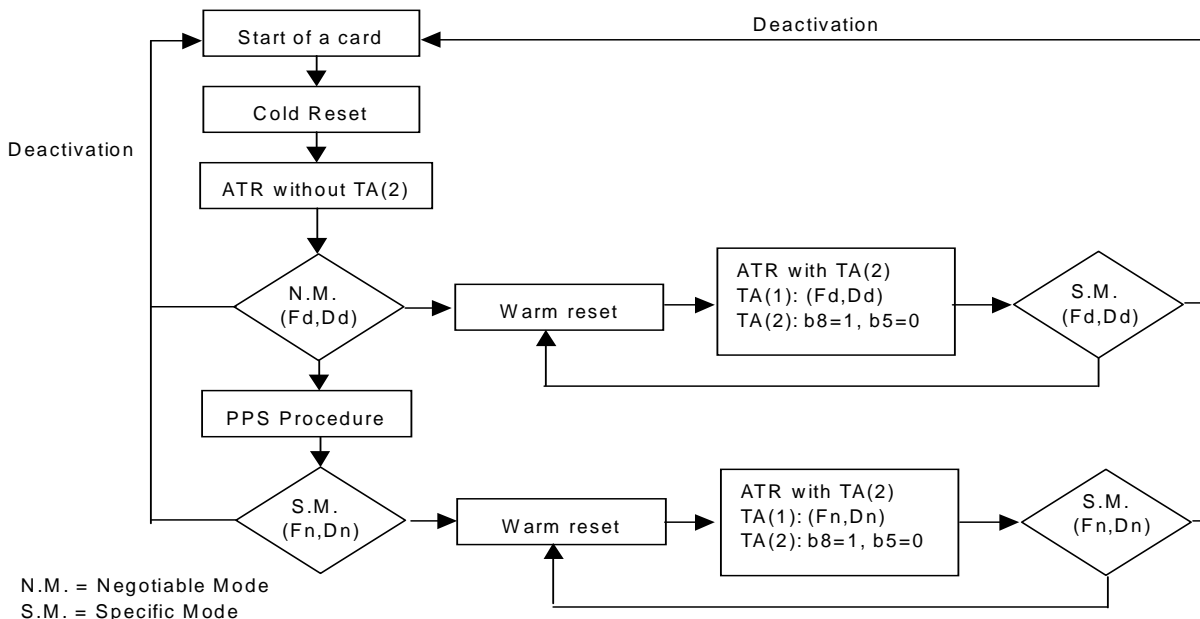 Deactivation
Start of a card
Cold Reset
Deactivation
ATR without TA(2)
N.M.
(Fd,Dd)
Warm reset
ATR with TA(2)
TA(1): (Fd,Dd)
TA(2): b8=1, b5=0
S.M.
(Fd,Dd)
PPS Procedure
S.M.
(Fn,Dn)
Warm reset
ATR with TA(2)
TA(1): (Fn,Dn)
TA(2): b8=1, b5=0
S.M.
(Fn,Dn)
N.M. = Negotiable Mode
S.M. = Specific Mode